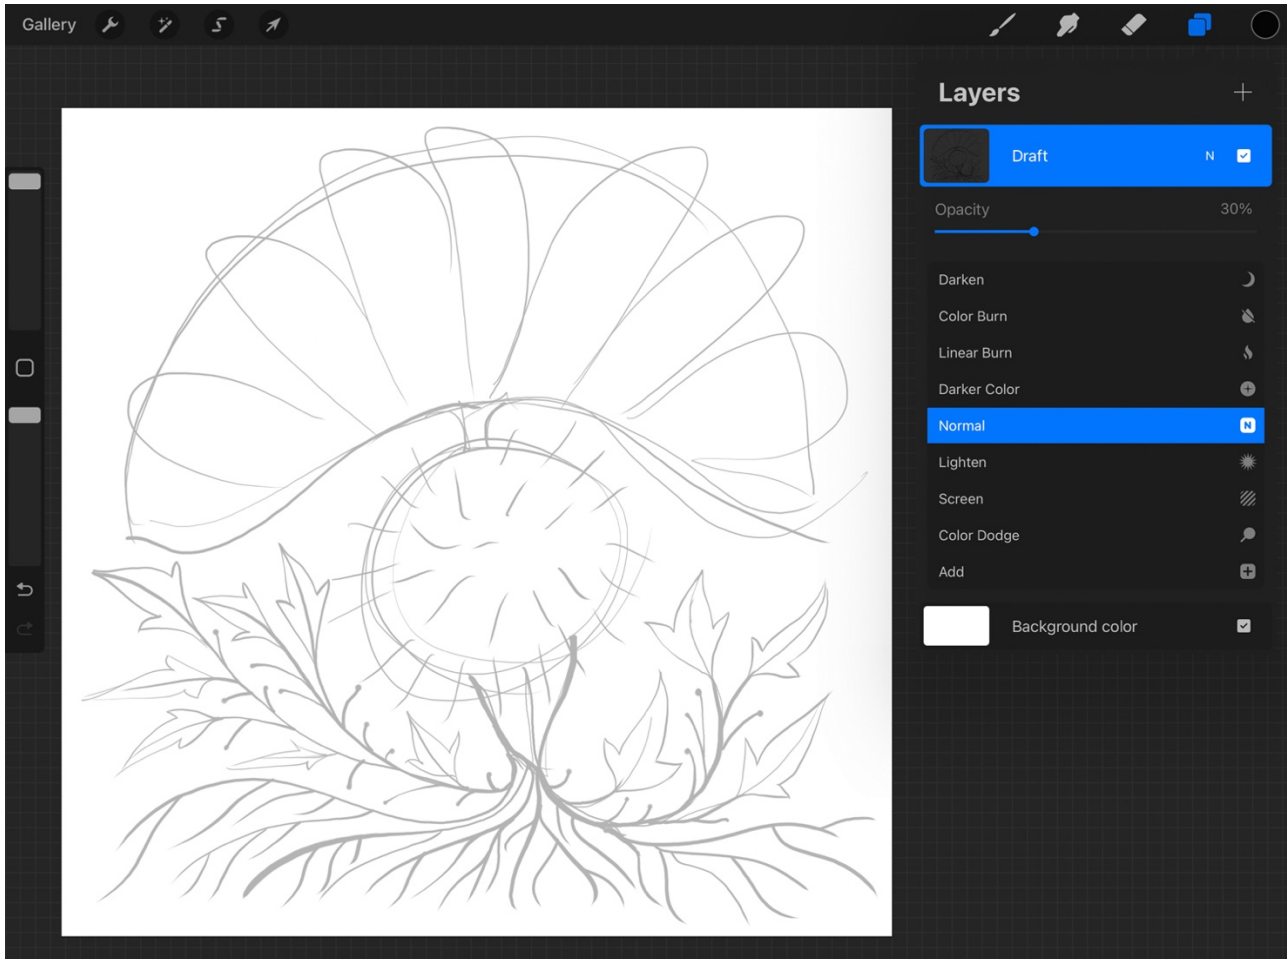 Gallery
Layers
Draft N
Opacity 30%
Darken
Color Burn
Linear Burn
Darker Color
Normal N
Lighten
Screen
Color Dodge
Add
Background color